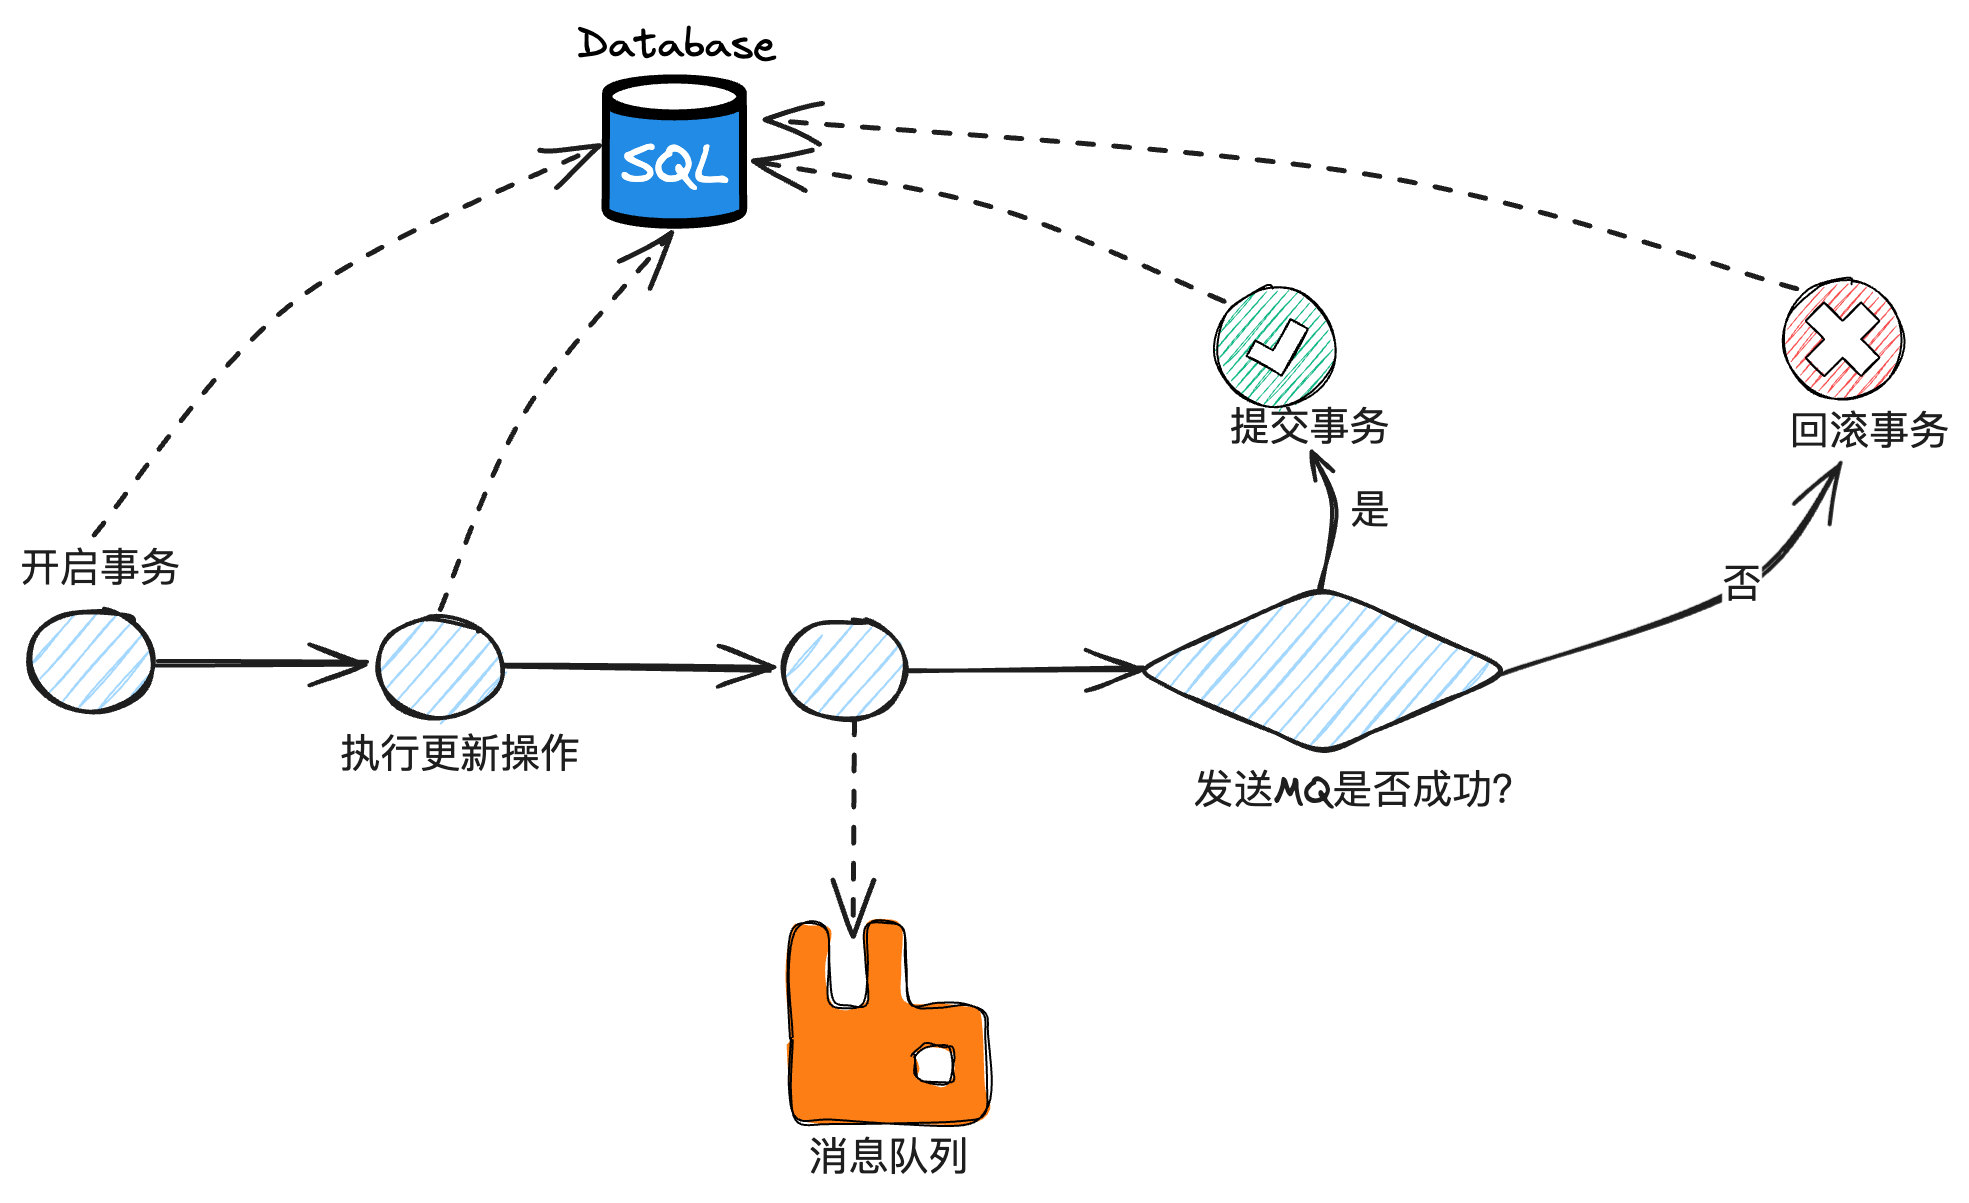 Database
SQL
提交事务
回滚事务
是
开启事务
否
执行更新操作
发送MQ是否成功?
消息队列